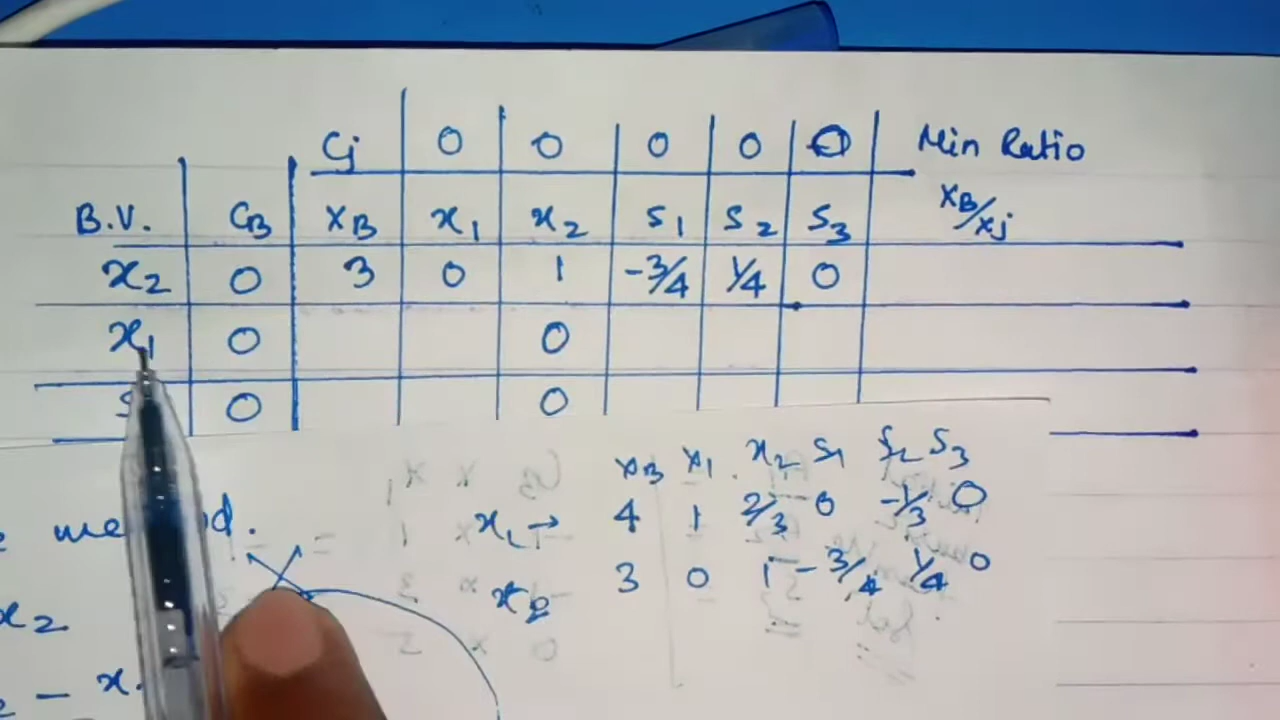 Cj 0 0 0 0 0 Min Ratio
B.V. CB XB x1 x2 s1 s2 s3 XB/xj
x2 0 3 0 1 -3/4 1/4 0
x1 0 0
0 0
XB x1 x2 s1 s2 s3
x1 → 4 1 2/3 0 -1/3 0
x2 3 0 1 -3/4 1/4 0
x2